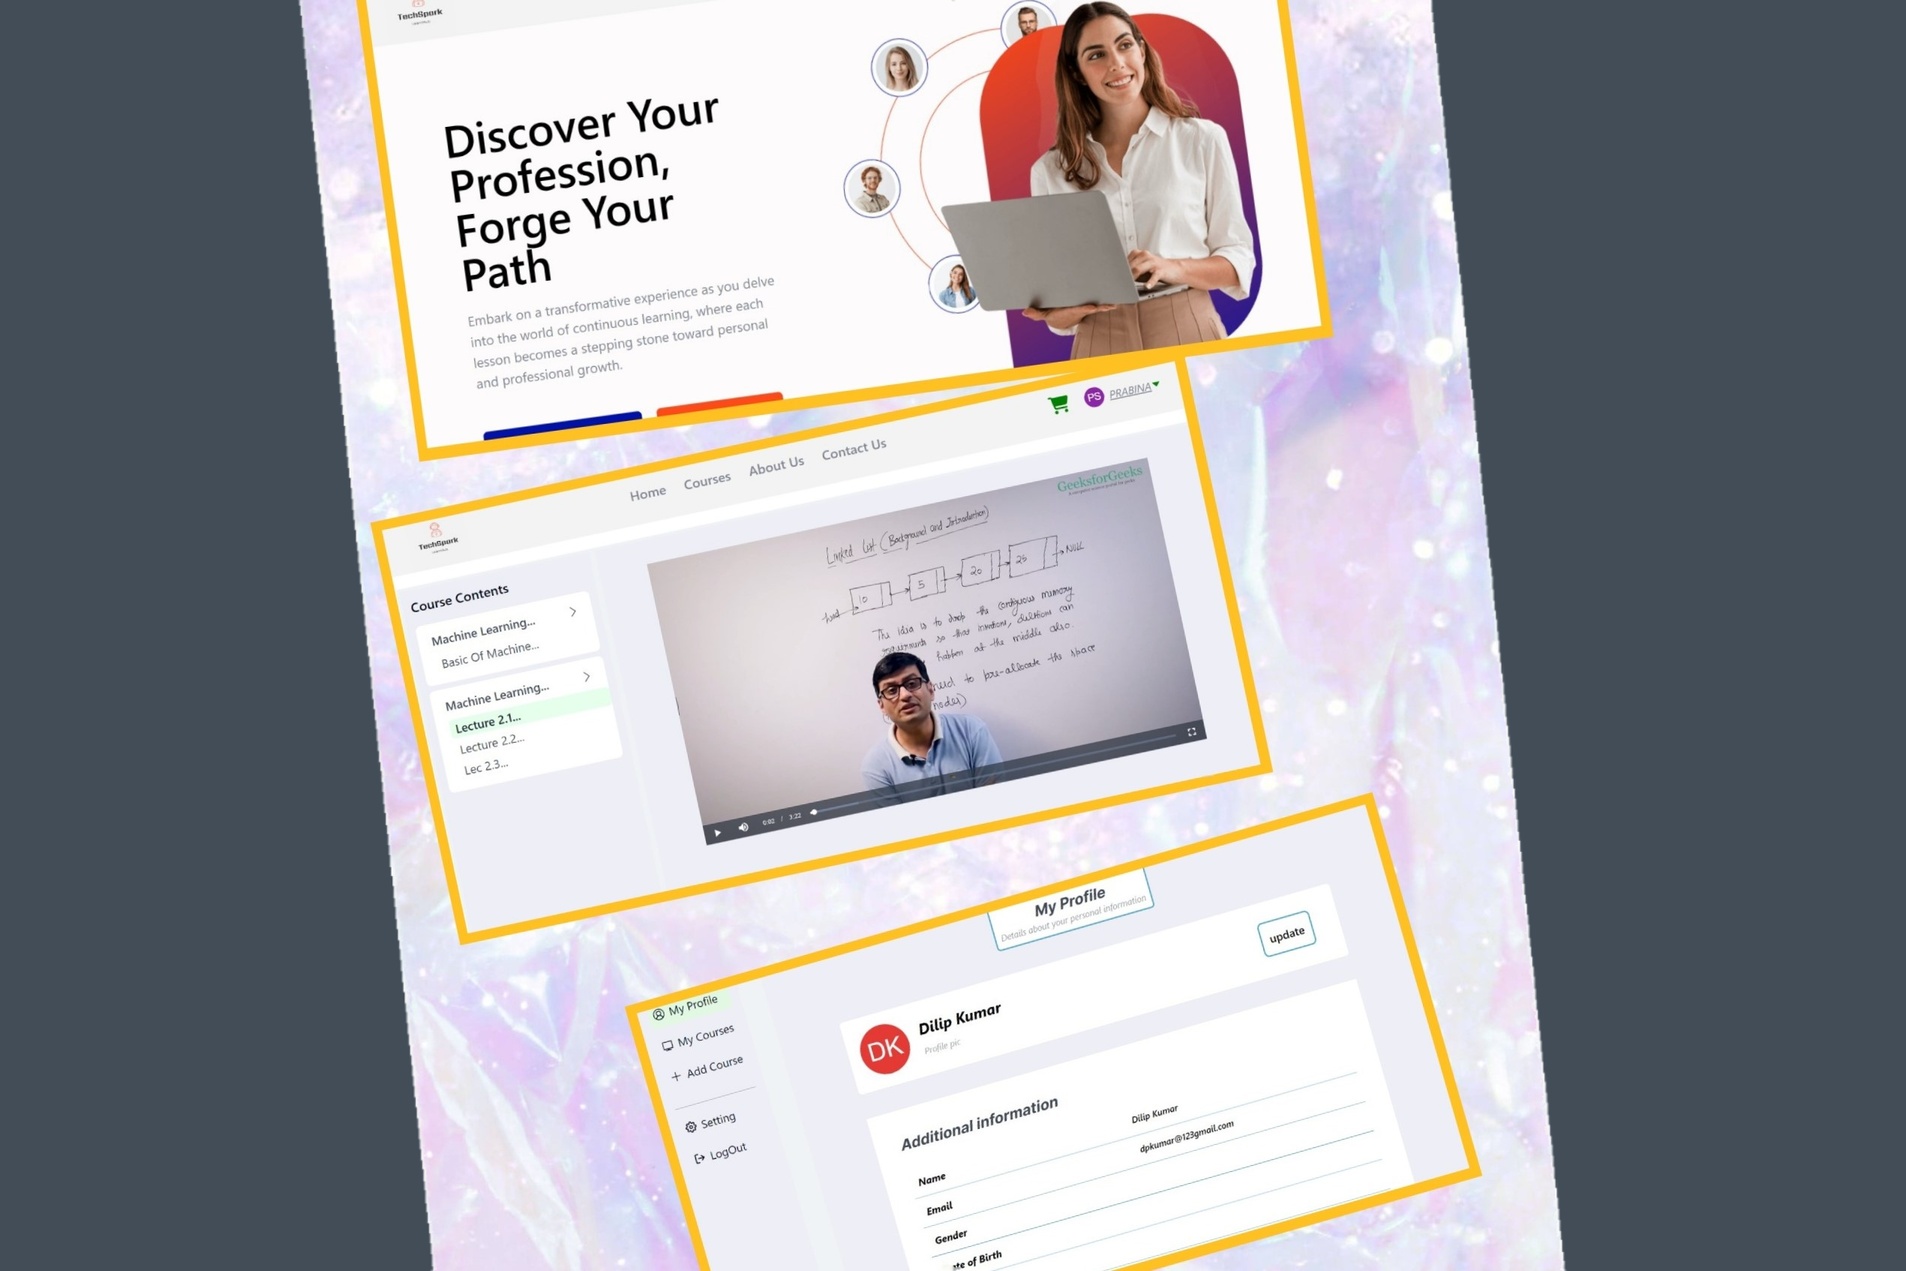 TechSpark
Discover Your
Profession,
Forge Your
Path
Embark on a transformative experience as you delve
into the world of continuous learning, where each
lesson becomes a stepping stone toward personal
and professional growth.
PS PRABINA
Home Courses About Us Contact Us
TechSpark
Course Contents
Machine Learning...
Basic Of Machine...
Machine Learning...
Lecture 2.1...
Lecture 2.2...
Lec 2.3...
GeeksforGeeks
Linked List (Background and Introduction)
head 10 5 20 25 NULL
The idea is to drop the contiguous memory
requirements so that insertions, deletions can
happen at the middle also.
need to pre-allocate the space
nodes)
0:02 / 3:22
My Profile
Details about your personal information
update
My Profile
My Courses
Add Course
Setting
LogOut
DK
Dilip Kumar
Profile pic
Additional information
Name Dilip Kumar
Email dpkumar@123gmail.com
Gender
of Birth